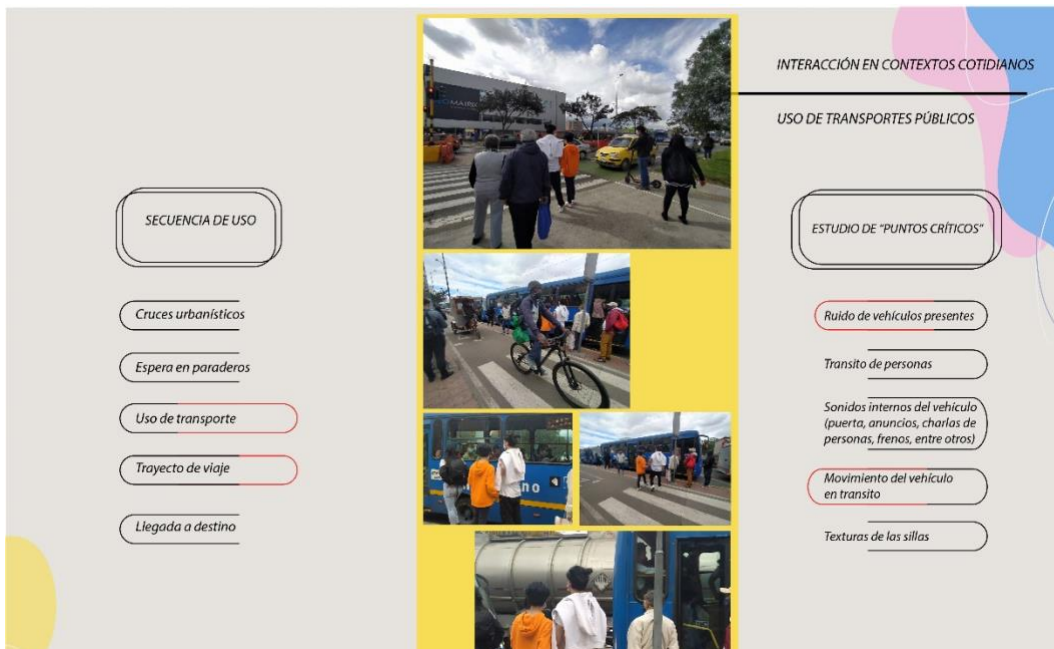 INTERACCIÓN EN CONTEXTOS COTIDIANOS
USO DE TRANSPORTES PÚBLICOS
SECUENCIA DE USO
Cruces urbanísticos
Espera en paraderos
Uso de transporte
Trayecto de viaje
Llegada a destino
ESTUDIO DE "PUNTOS CRÍTICOS"
Ruido de vehículos presentes
Transito de personas
Sonidos internos del vehículo
(puerta, anuncios, charlas de
personas, frenos, entre otros)
Movimiento del vehículo
en transito
Texturas de las sillas